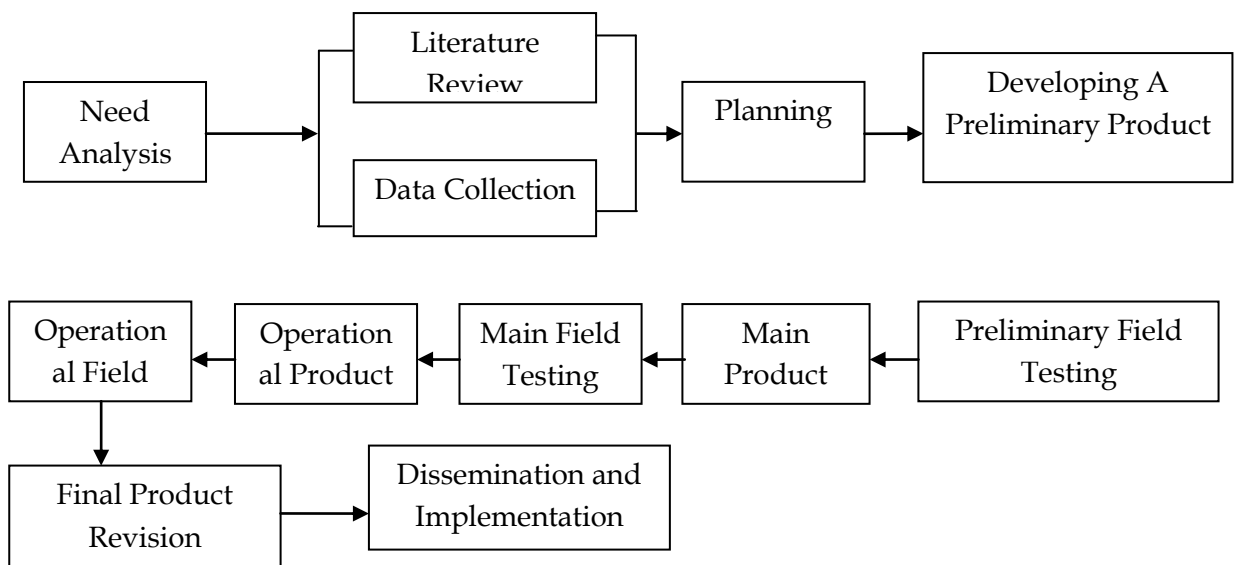 Need
Analysis
Literature
Review
Data Collection
Planning
Developing A
Preliminary Product
Preliminary Field
Testing
Main
Product
Main Field
Testing
Operation
al Product
Operation
al Field
Final Product
Revision
Dissemination and
Implementation